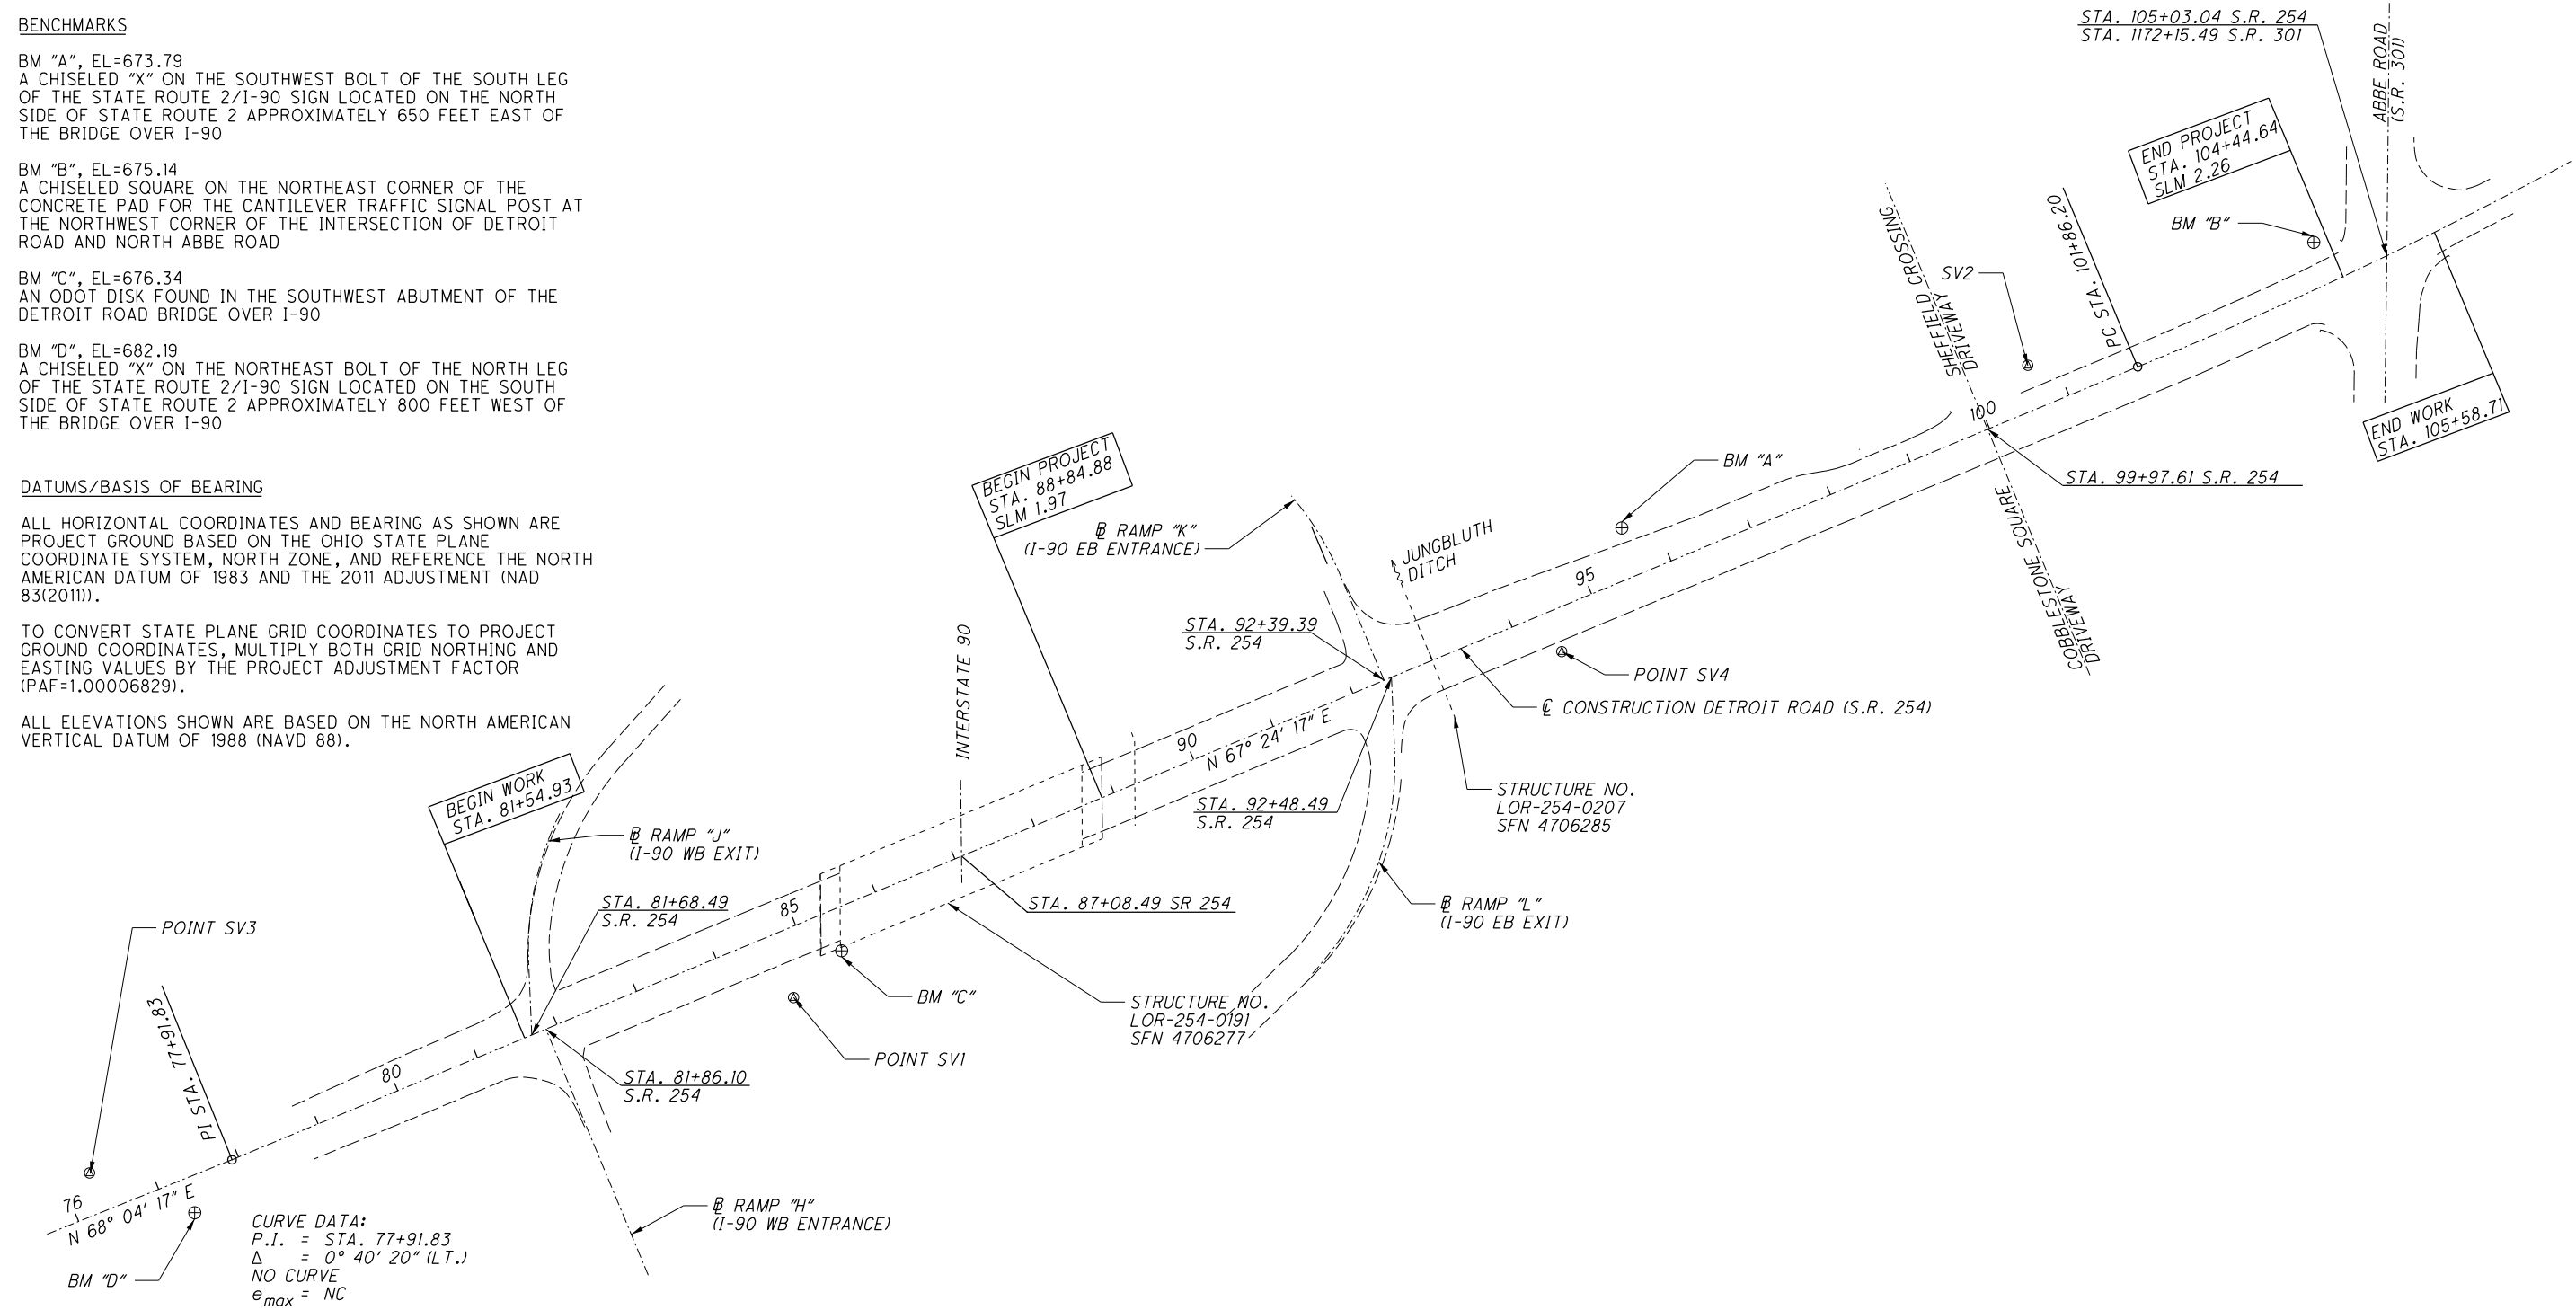 BENCHMARKS
BM "A", EL=673.79
A CHISELED "X" ON THE SOUTHWEST BOLT OF THE SOUTH LEG
OF THE STATE ROUTE 2/I-90 SIGN LOCATED ON THE NORTH
SIDE OF STATE ROUTE 2 APPROXIMATELY 650 FEET EAST OF
THE BRIDGE OVER I-90
BM "B", EL=675.14
A CHISELED SQUARE ON THE NORTHEAST CORNER OF THE
CONCRETE PAD FOR THE CANTILEVER TRAFFIC SIGNAL POST AT
THE NORTHWEST CORNER OF THE INTERSECTION OF DETROIT
ROAD AND NORTH ABBE ROAD
BM "C", EL=676.34
AN ODOT DISK FOUND IN THE SOUTHWEST ABUTMENT OF THE
DETROIT ROAD BRIDGE OVER I-90
BM "D", EL=682.19
A CHISELED "X" ON THE NORTHEAST BOLT OF THE NORTH LEG
OF THE STATE ROUTE 2/I-90 SIGN LOCATED ON THE SOUTH
SIDE OF STATE ROUTE 2 APPROXIMATELY 800 FEET WEST OF
THE BRIDGE OVER I-90
DATUMS/BASIS OF BEARING
ALL HORIZONTAL COORDINATES AND BEARING AS SHOWN ARE
PROJECT GROUND BASED ON THE OHIO STATE PLANE
COORDINATE SYSTEM, NORTH ZONE, AND REFERENCE THE NORTH
AMERICAN DATUM OF 1983 AND THE 2011 ADJUSTMENT (NAD
83(2011)).
TO CONVERT STATE PLANE GRID COORDINATES TO PROJECT
GROUND COORDINATES, MULTIPLY BOTH GRID NORTHING AND
EASTING VALUES BY THE PROJECT ADJUSTMENT FACTOR
(PAF=1.00006829).
ALL ELEVATIONS SHOWN ARE BASED ON THE NORTH AMERICAN
VERTICAL DATUM OF 1988 (NAVD 88).
POINT SV3
PI STA. 77+91.83
76
N 68° 04' 17" E
BM "D"
CURVE DATA:
P.I. = STA. 77+91.83
Δ = 0° 40' 20" (LT.)
NO CURVE
emax = NC
80
BEGIN WORK
STA. 81+54.93
℄ RAMP "J"
(I-90 WB EXIT)
STA. 81+68.49
S.R. 254
STA. 81+86.10
S.R. 254
℄ RAMP "H"
(I-90 WB ENTRANCE)
85
BM "C"
POINT SV1
INTERSTATE 90
STA. 87+08.49 SR 254
STRUCTURE NO.
LOR-254-0191
SFN 4706277
BEGIN PROJECT
STA. 88+84.88
SLM 1.97
℄ RAMP "K"
(I-90 EB ENTRANCE)
90
N 67° 24' 17" E
STA. 92+39.39
S.R. 254
STA. 92+48.49
S.R. 254
JUNGBLUTH
DITCH
℄ RAMP "L"
(I-90 EB EXIT)
STRUCTURE NO.
LOR-254-0207
SFN 4706285
℄ CONSTRUCTION DETROIT ROAD (S.R. 254)
POINT SV4
95
BM "A"
SHEFFIELD CROSSING
DRIVEWAY
100
STA. 99+97.61 S.R. 254
COBBLESTONE SQUARE
DRIVEWAY
SV2
PC STA. 101+86.20
BM "B"
END PROJECT
STA. 104+44.64
SLM 2.26
STA. 105+03.04 S.R. 254
STA. 1172+15.49 S.R. 301
ABBE ROAD
(S.R. 301)
END WORK
STA. 105+58.71